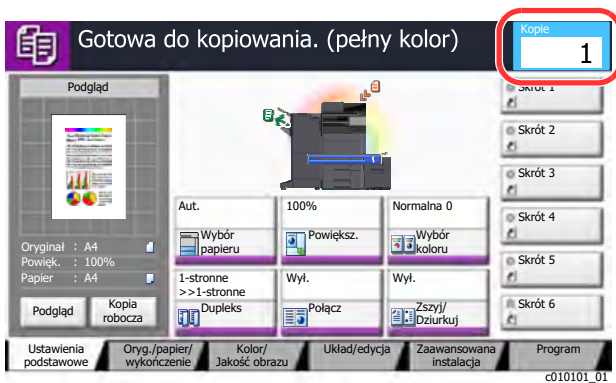 Gotowa do kopiowania. (pełny kolor)
Kopie
1
Podgląd
Oryginał : A4
Powięk. : 100%
Papier : A4
Podgląd
Kopia
robocza
Aut.
Wybór
papieru
100%
Powiększ.
Normalna 0
Wybór
koloru
1-stronne
>>1-stronne
Dupleks
Wył.
Połącz
Wył.
Zszyj/
Dziurkuj
Skrót 1
Skrót 2
Skrót 3
Skrót 4
Skrót 5
Skrót 6
Ustawienia
podstawowe
Oryg./papier/
wykończenie
Kolor/
Jakość obrazu
Układ/edycja
Zaawansowana
instalacja
Program
c010101_01